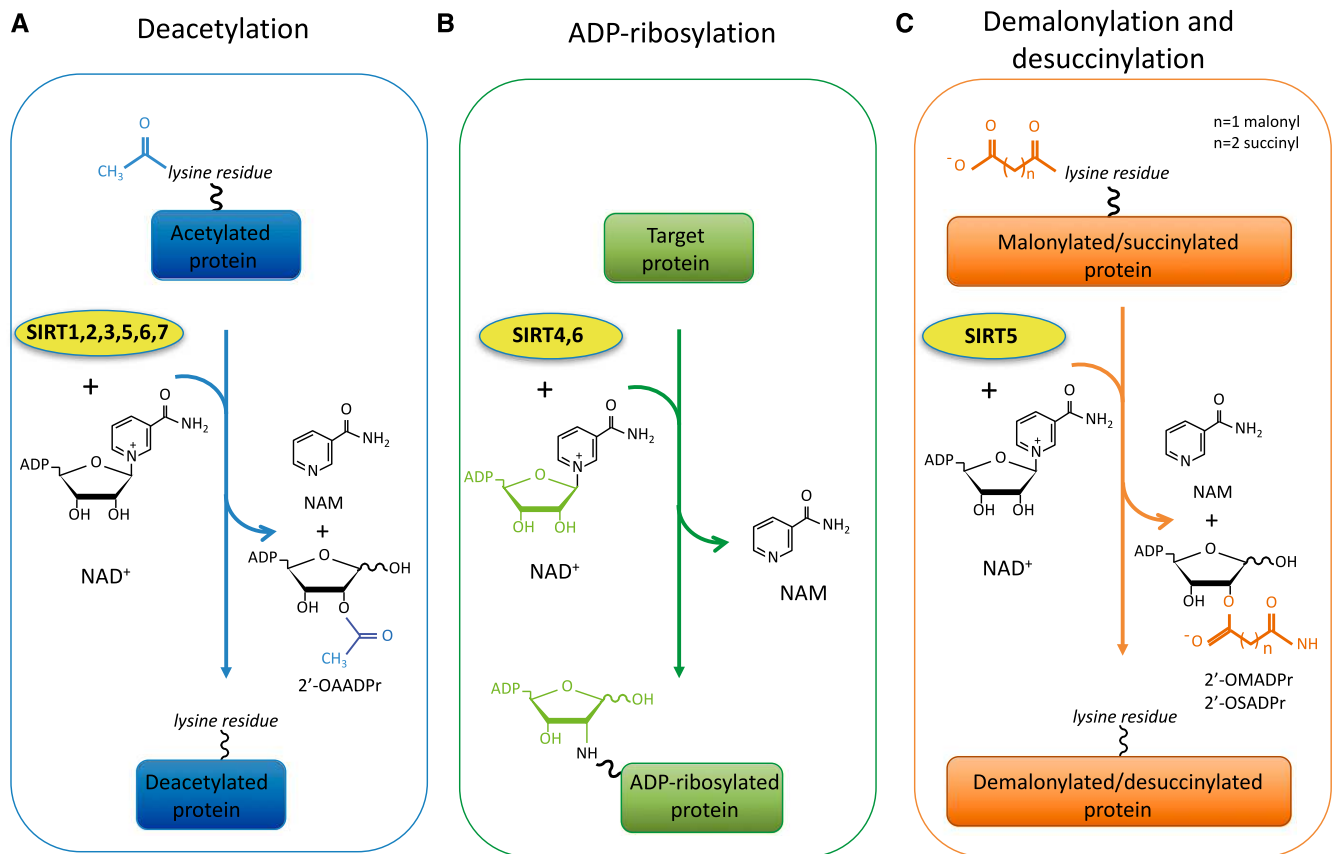 A
Deacetylation
O
CH₃
lysine residue
Acetylated
protein
SIRT1,2,3,5,6,7
+
O
NH₂
N⁺
ADP
O
OH OH
NAD⁺
O
NH₂
N
NAM
+
ADP
O
OH
OH
O
O
CH₃
2’-OAADPr
lysine residue
Deacetylated
protein
B
ADP-ribosylation
Target
protein
SIRT4,6
+
O
NH₂
N⁺
ADP
O
OH OH
NAD⁺
O
NH₂
N
NAM
ADP
O
OH
OH
NH
ADP-ribosylated
protein
C
Demalonylation and
desuccinylation
n=1 malonyl
n=2 succinyl
O O
⁻O
( )n
lysine residue
Malonylated/succinylated
protein
SIRT5
+
O
NH₂
N⁺
ADP
O
OH OH
NAD⁺
O
NH₂
N
NAM
+
ADP
O
OH
OH
O
O
⁻O
( )n
NH
2’-OMADPr
2’-OSADPr
lysine residue
Demalonylated/desuccinylated
protein